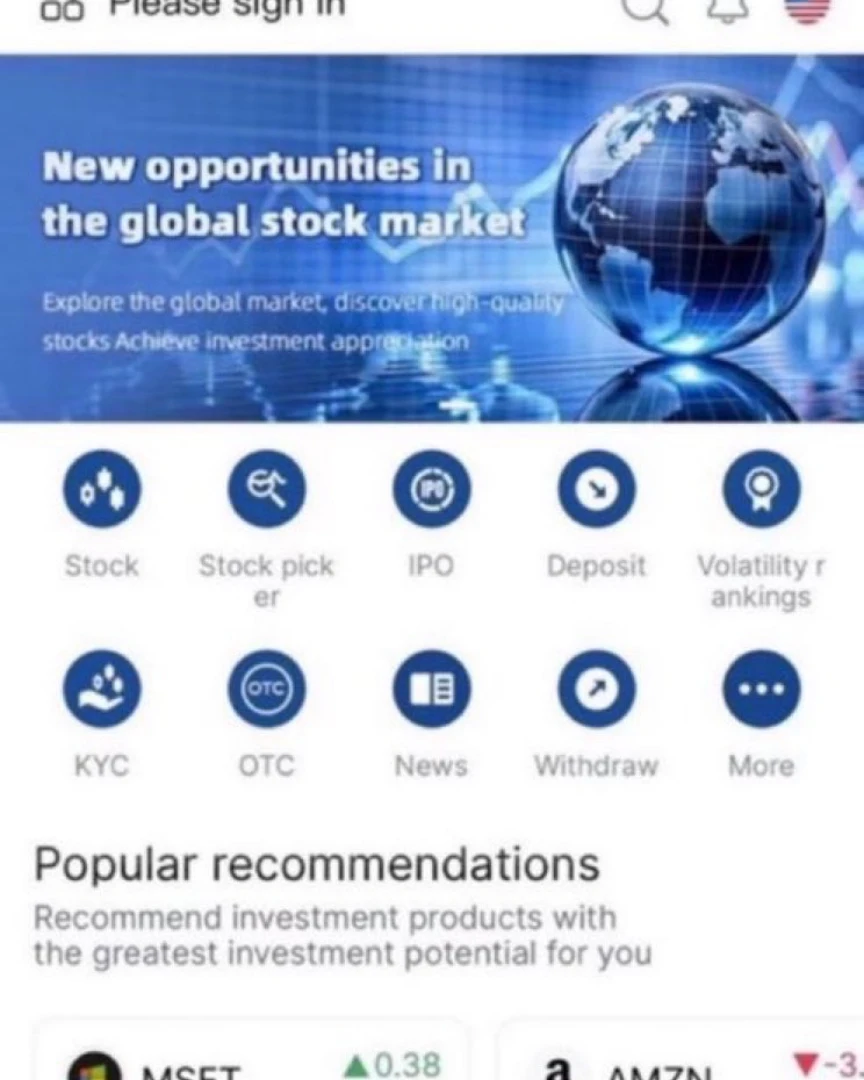 Please sign in
New opportunities in
the global stock market
Explore the global market, discover high-quality
stocks Achieve investment appreciation
IPO
Stock
Stock pick
er
IPO
Deposit
Volatility r
ankings
OTC
KYC
OTC
News
Withdraw
More
Popular recommendations
Recommend investment products with
the greatest investment potential for you
MSFT
▲0.38
a
AMZN
▼-3.